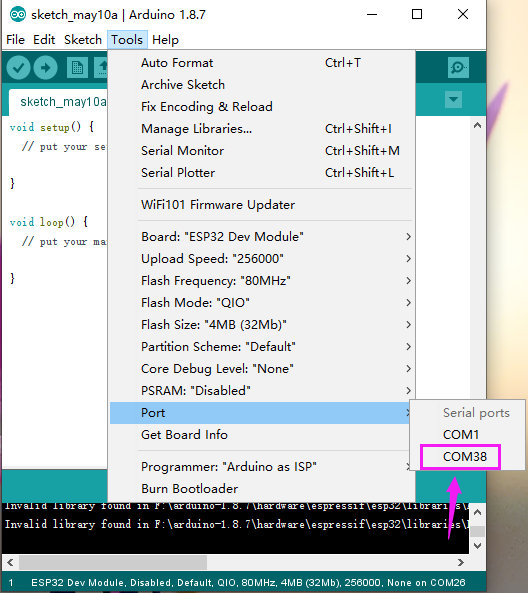 sketch_may10a | Arduino 1.8.7
File Edit Sketch Tools Help
Auto Format Ctrl+T
Archive Sketch
Fix Encoding & Reload
Manage Libraries... Ctrl+Shift+I
Serial Monitor Ctrl+Shift+M
Serial Plotter Ctrl+Shift+L
WiFi101 Firmware Updater
Board: "ESP32 Dev Module"
Upload Speed: "256000"
Flash Frequency: "80MHz"
Flash Mode: "QIO"
Flash Size: "4MB (32Mb)"
Partition Scheme: "Default"
Core Debug Level: "None"
PSRAM: "Disabled"
Port
Get Board Info
Programmer: "Arduino as ISP"
Burn Bootloader
Serial ports
COM1
COM38
sketch_may10a
void setup() {
// put your se
}
void loop() {
// put your ma
}
Invalid library found in F:\arduino-1.8.7\hardware\espressif\esp32\libraries\
Invalid library found in F:\arduino-1.8.7\hardware\espressif\esp32\libraries\
1 ESP32 Dev Module, Disabled, Default, QIO, 80MHz, 4MB (32Mb), 256000, None on COM26